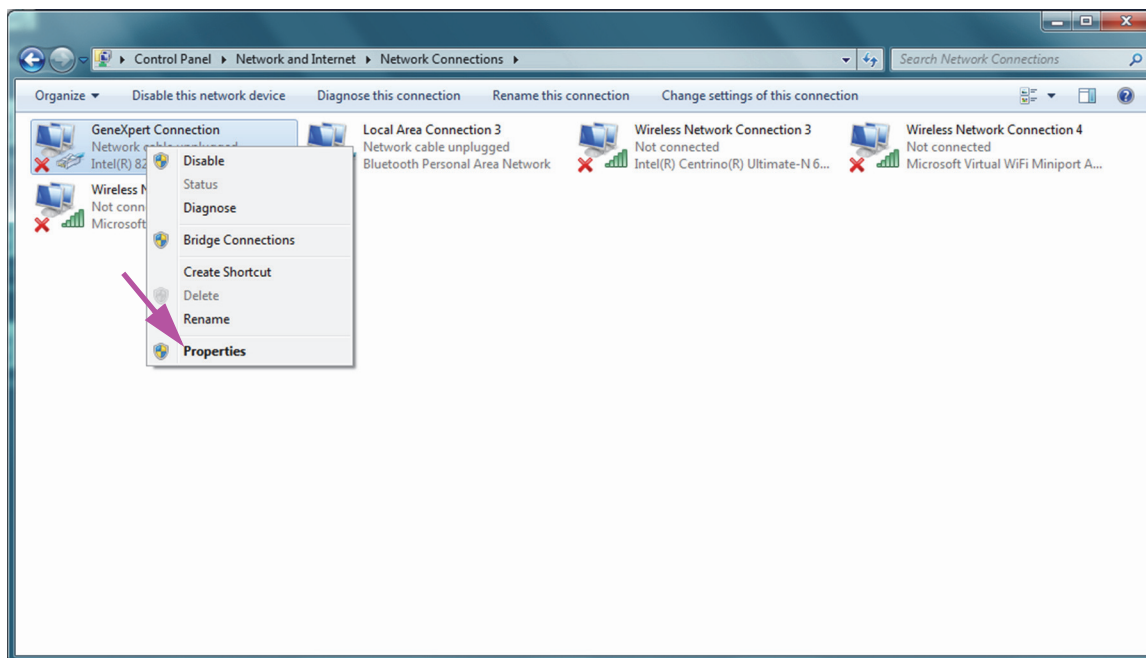 Control Panel ▸ Network and Internet ▸ Network Connections ▸
Search Network Connections
Organize ▾ Disable this network device Diagnose this connection Rename this connection Change settings of this connection
GeneXpert Connection
Network cable unplugged
Intel(R) 82
Local Area Connection 3
Network cable unplugged
Bluetooth Personal Area Network
Wireless Network Connection 3
Not connected
Intel(R) Centrino(R) Ultimate-N 6...
Wireless Network Connection 4
Not connected
Microsoft Virtual WiFi Miniport A...
Wireless N
Not conn
Microsoft
Disable
Status
Diagnose
Bridge Connections
Create Shortcut
Delete
Rename
Properties